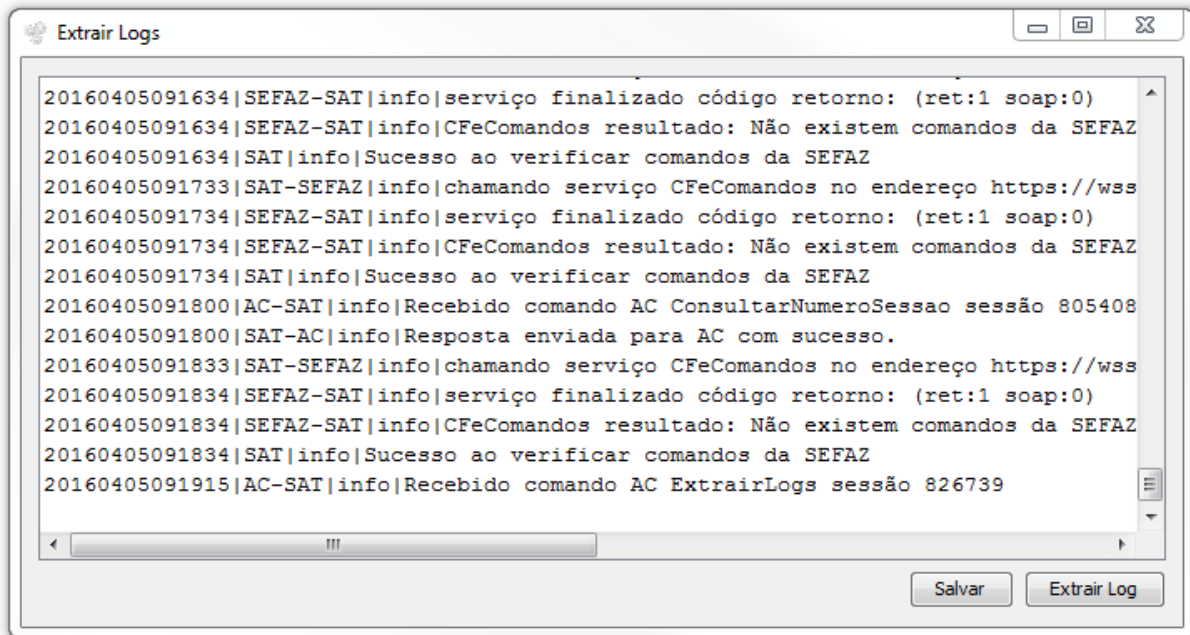 Extrair Logs
20160405091634|SEFAZ-SAT|info|serviço finalizado código retorno: (ret:1 soap:0)
20160405091634|SEFAZ-SAT|info|CFeComandos resultado: Não existem comandos da SEFAZ
20160405091634|SAT|info|Sucesso ao verificar comandos da SEFAZ
20160405091733|SAT-SEFAZ|info|chamando serviço CFeComandos no endereço https://wss
20160405091734|SEFAZ-SAT|info|serviço finalizado código retorno: (ret:1 soap:0)
20160405091734|SEFAZ-SAT|info|CFeComandos resultado: Não existem comandos da SEFAZ
20160405091734|SAT|info|Sucesso ao verificar comandos da SEFAZ
20160405091800|AC-SAT|info|Recebido comando AC ConsultarNumeroSessao sessão 805408
20160405091800|SAT-AC|info|Resposta enviada para AC com sucesso.
20160405091833|SAT-SEFAZ|info|chamando serviço CFeComandos no endereço https://wss
20160405091834|SEFAZ-SAT|info|serviço finalizado código retorno: (ret:1 soap:0)
20160405091834|SEFAZ-SAT|info|CFeComandos resultado: Não existem comandos da SEFAZ
20160405091834|SAT|info|Sucesso ao verificar comandos da SEFAZ
20160405091915|AC-SAT|info|Recebido comando AC ExtrairLogs sessão 826739
Salvar Extrair Log